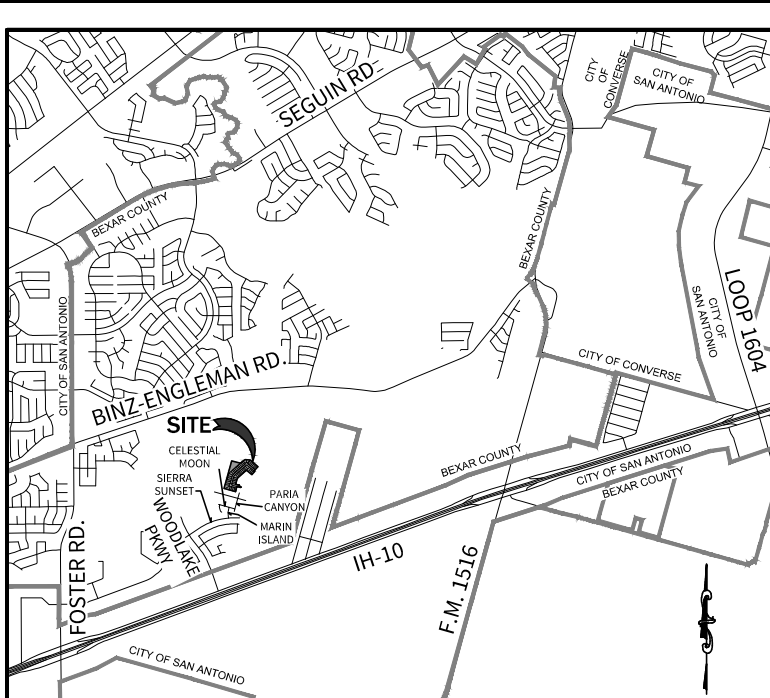 CITY
OF
CONVERSE
CITY OF
SAN ANTONIO
SEGUIN RD.
BEXAR COUNTY
BEXAR COUNTY
CITY OF SAN ANTONIO
LOOP 1604
CITY OF
SAN ANTONIO
CITY OF CONVERSE
BINZ-ENGLEMAN RD.
SITE
CELESTIAL
MOON
SIERRA
SUNSET
PARIA
CANYON
MARIN
ISLAND
WOODLAKE
PKWY
BEXAR COUNTY
CITY OF SAN ANTONIO
BEXAR COUNTY
FOSTER RD.
IH-10
F.M. 1516
CITY OF SAN ANTONIO